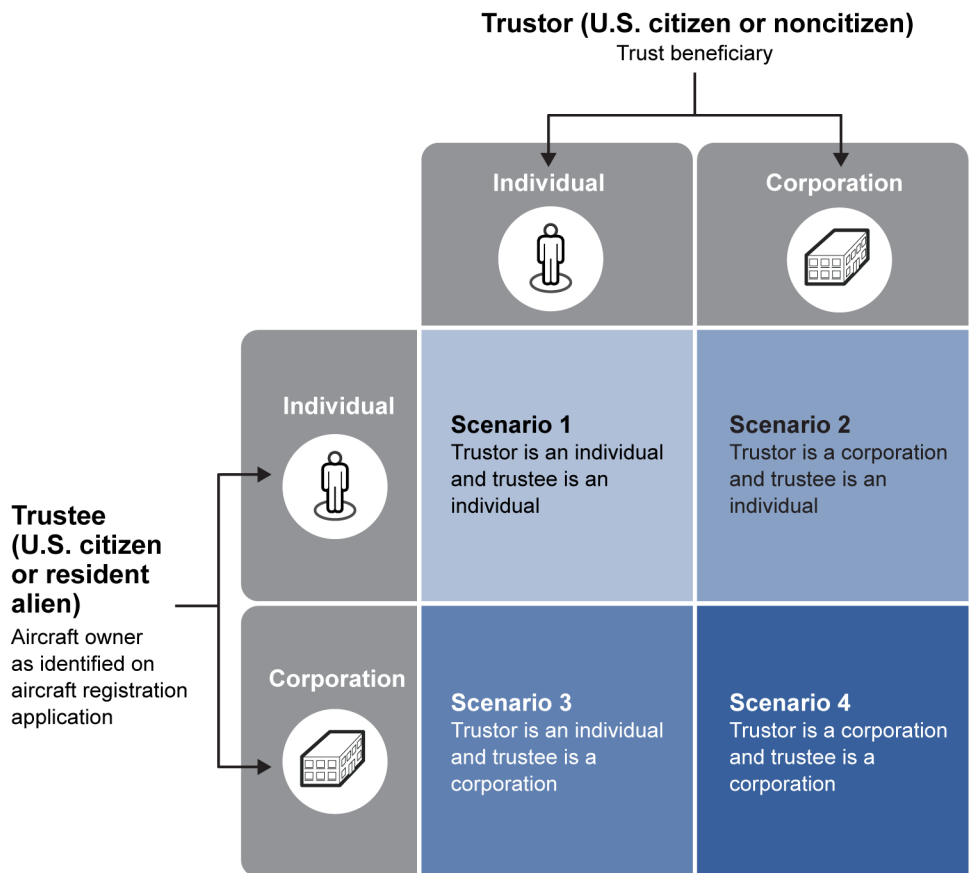 Trustor (U.S. citizen or noncitizen)
Trust beneficiary
Individual
Corporation
Individual
Scenario 1
Trustor is an individual
and trustee is an
individual
Scenario 2
Trustor is a corporation
and trustee is an
individual
Trustee
(U.S. citizen
or resident
alien)
Aircraft owner
as identified on
aircraft registration
application
Corporation
Scenario 3
Trustor is an individual
and trustee is a
corporation
Scenario 4
Trustor is a corporation
and trustee is a
corporation